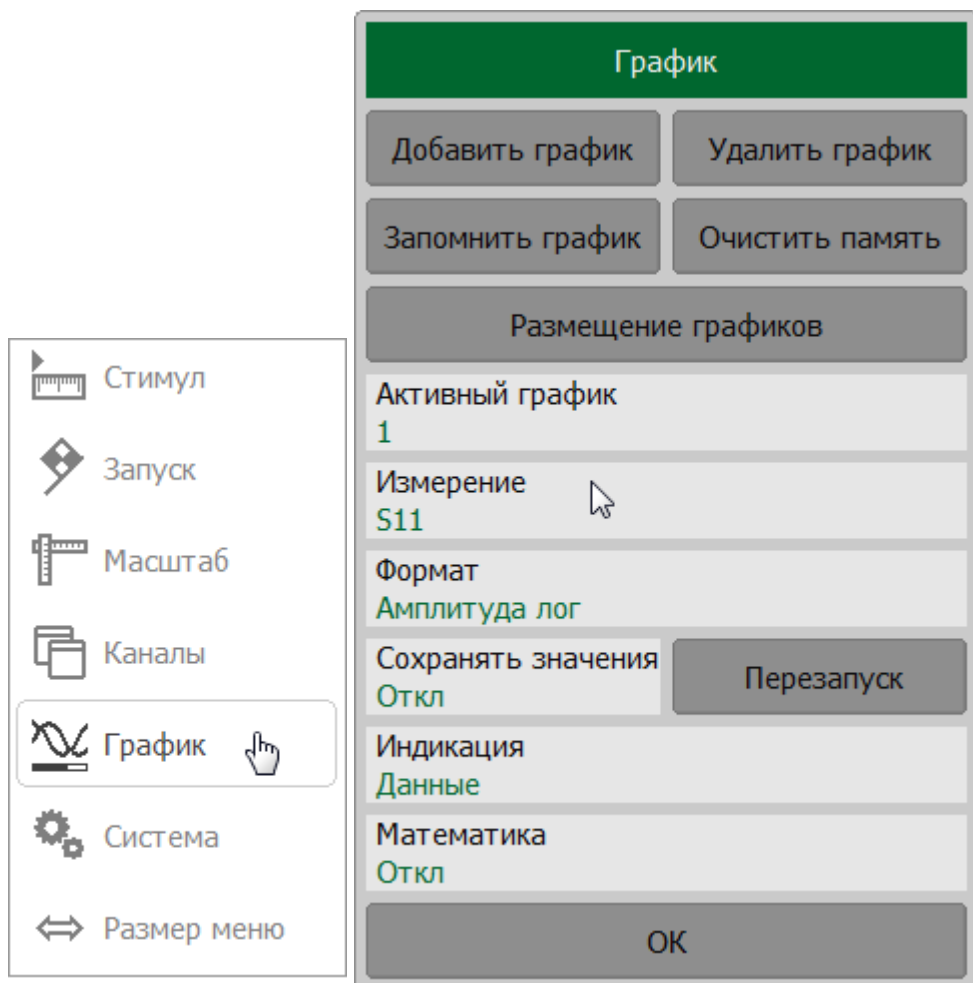 Стимул
Запуск
Масштаб
Каналы
График
Система
Размер меню
График
Добавить график
Удалить график
Запомнить график
Очистить память
Размещение графиков
Активный график
1
Измерение
S11
Формат
Амплитуда лог
Сохранять значения
Откл
Перезапуск
Индикация
Данные
Математика
Откл
ОК